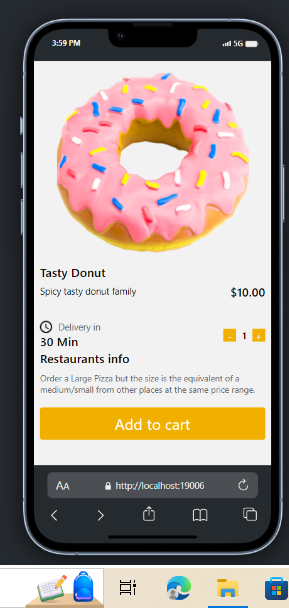 3:59 PM
5G
Tasty Donut
Spicy tasty donut family
$10.00
Delivery in
- 1 +
30 Min
Restaurants info
Order a Large Pizza but the size is the equivalent of a
medium/small from other places at the same price range.
Add to cart
AA
http://localhost:19006